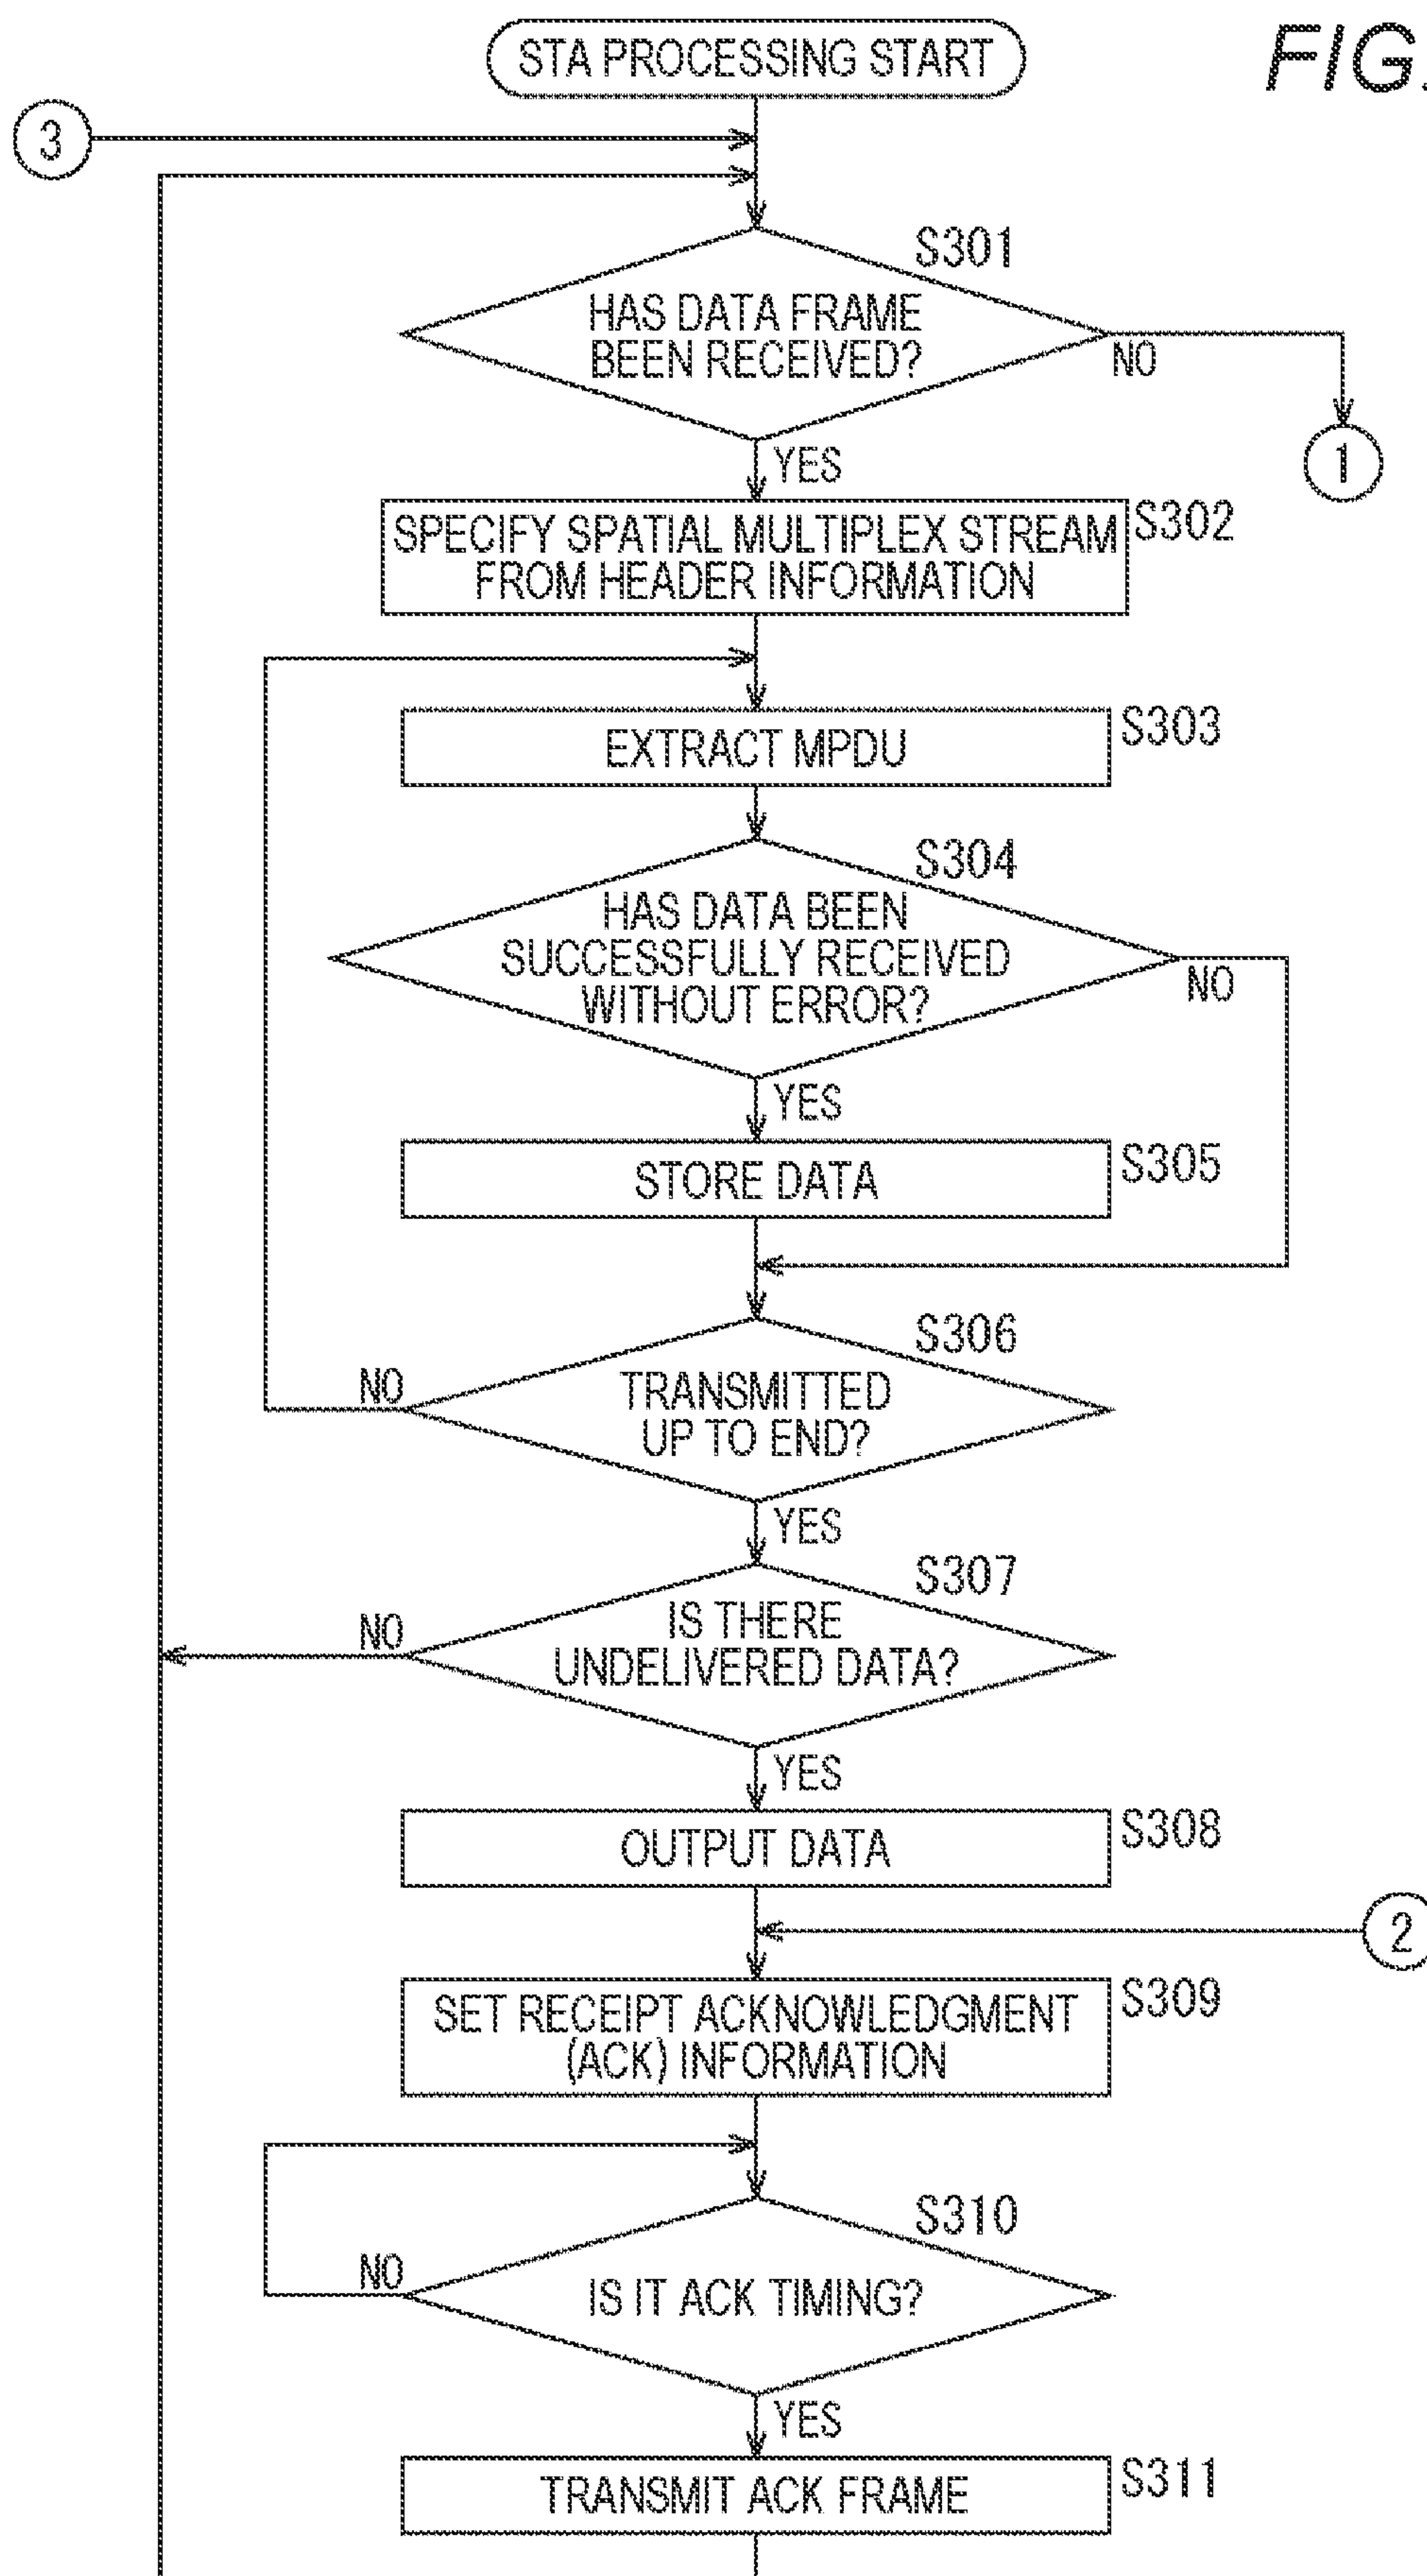 STA PROCESSING START
FIG.
3
S301
HAS DATA FRAME
BEEN RECEIVED?
NO
1
YES
S302
SPECIFY SPATIAL MULTIPLEX STREAM
FROM HEADER INFORMATION
S303
EXTRACT MPDU
S304
HAS DATA BEEN
SUCCESSFULLY RECEIVED
WITHOUT ERROR?
NO
YES
S305
STORE DATA
S306
NO
TRANSMITTED
UP TO END?
YES
S307
NO
IS THERE
UNDELIVERED DATA?
YES
S308
OUTPUT DATA
2
S309
SET RECEIPT ACKNOWLEDGMENT
(ACK) INFORMATION
S310
NO
IS IT ACK TIMING?
YES
S311
TRANSMIT ACK FRAME